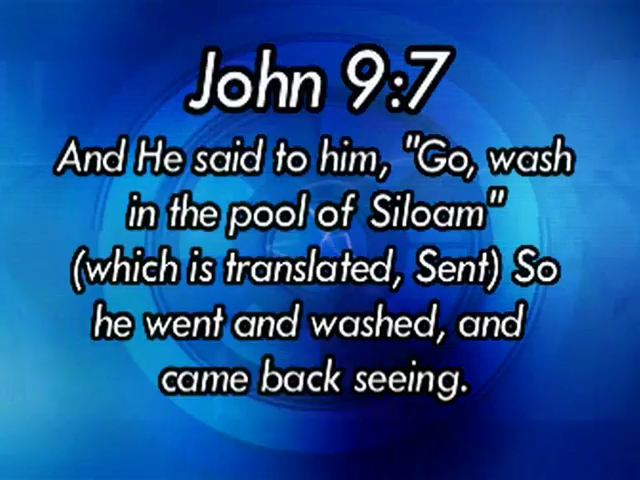 John 9:7
And He said to him, "Go, wash
in the pool of Siloam"
(which is translated, Sent) So
he went and washed, and
came back seeing.